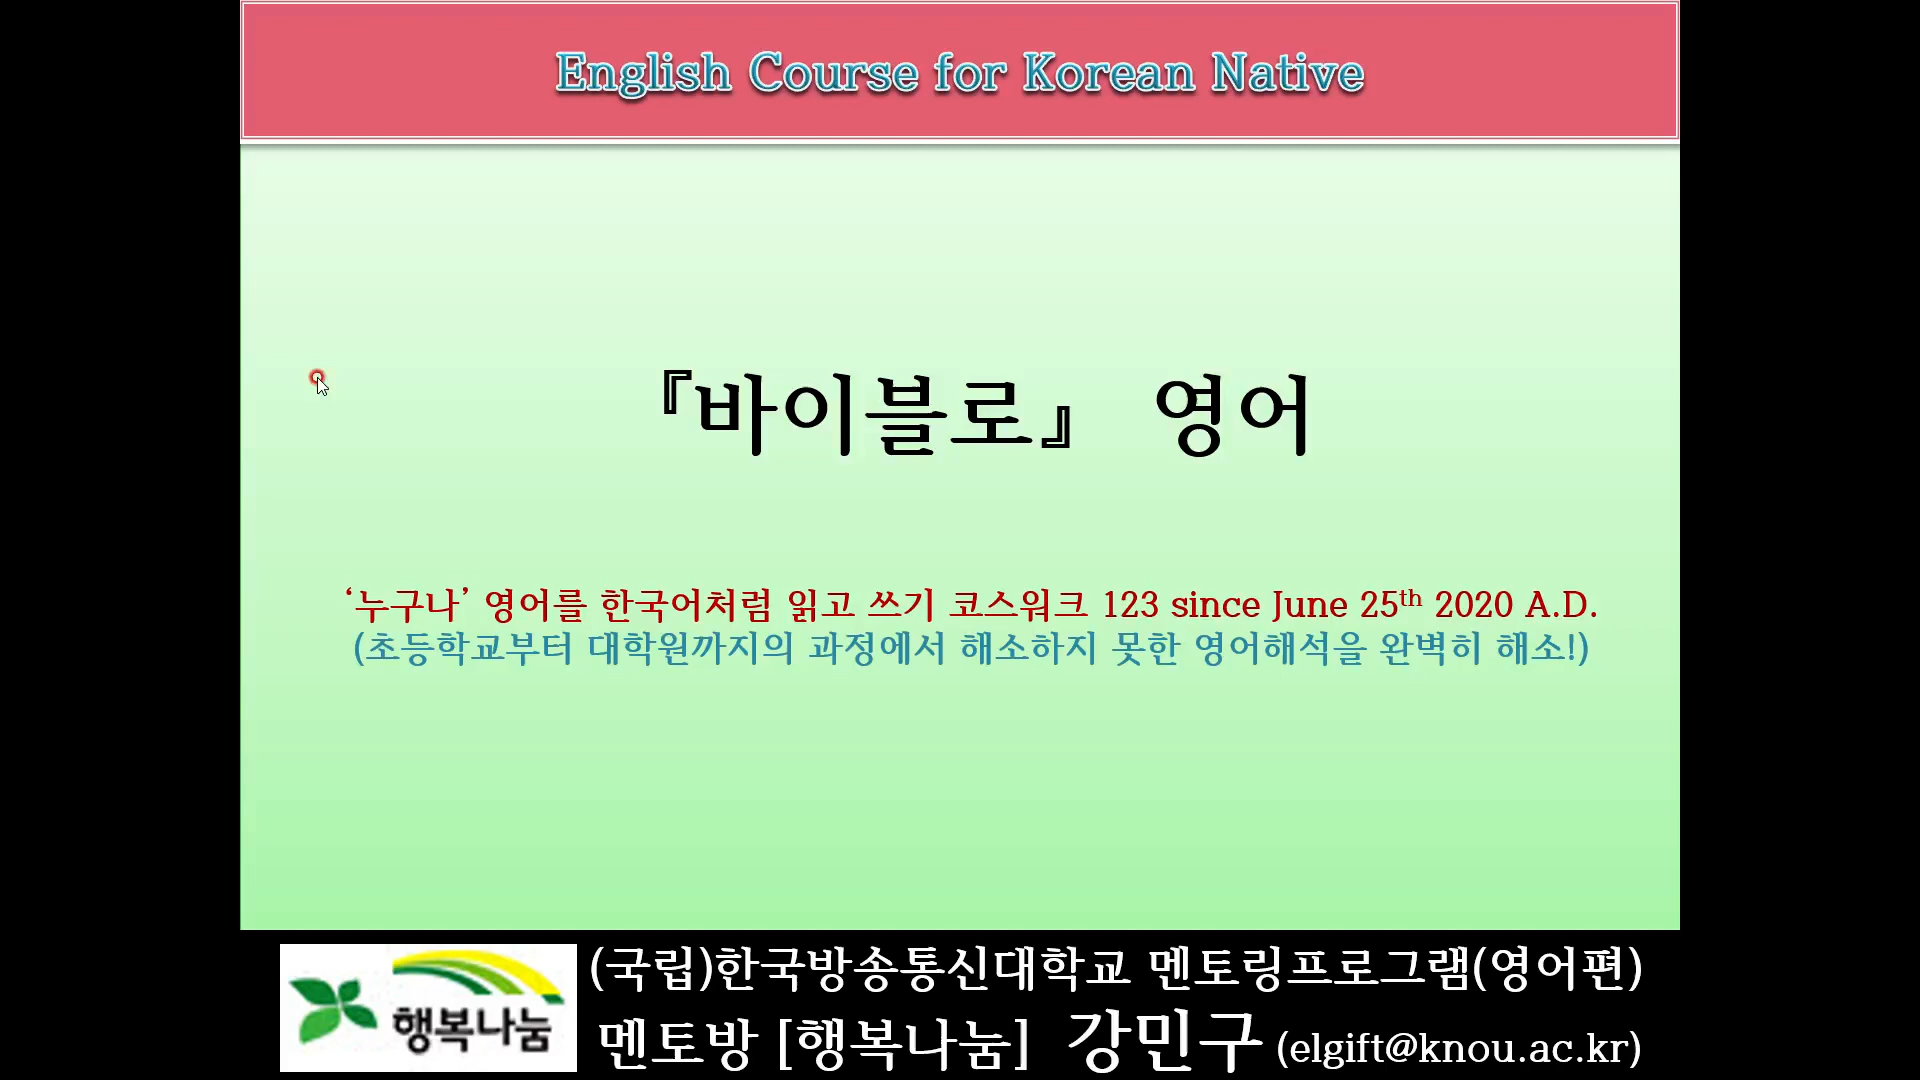 English Course for Korean Native
『바이블로』 영어
‘누구나’ 영어를 한국어처럼 읽고 쓰기 코스워크 123 since June 25th 2020 A.D.
(초등학교부터 대학원까지의 과정에서 해소하지 못한 영어해석을 완벽히 해소!)
행복나눔
(국립)한국방송통신대학교 멘토링프로그램(영어편)
멘토방 [행복나눔] 강민구 (elgift@knou.ac.kr)